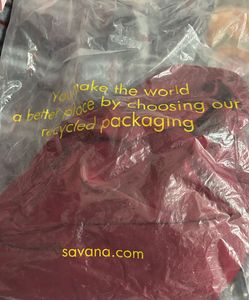 You make the world
a better place by choosing our
recycled packaging
savana.com